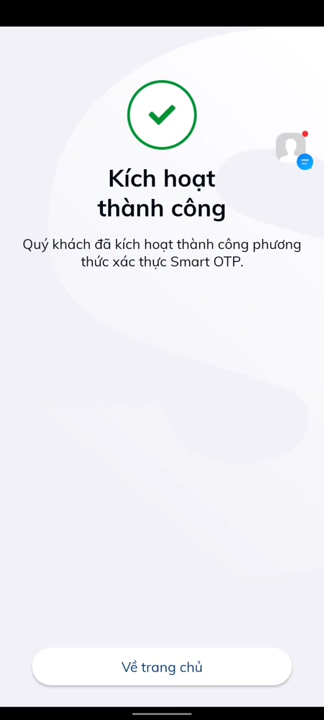 Kích hoạt
thành công
Quý khách đã kích hoạt thành công phương
thức xác thực Smart OTP.
Về trang chủ